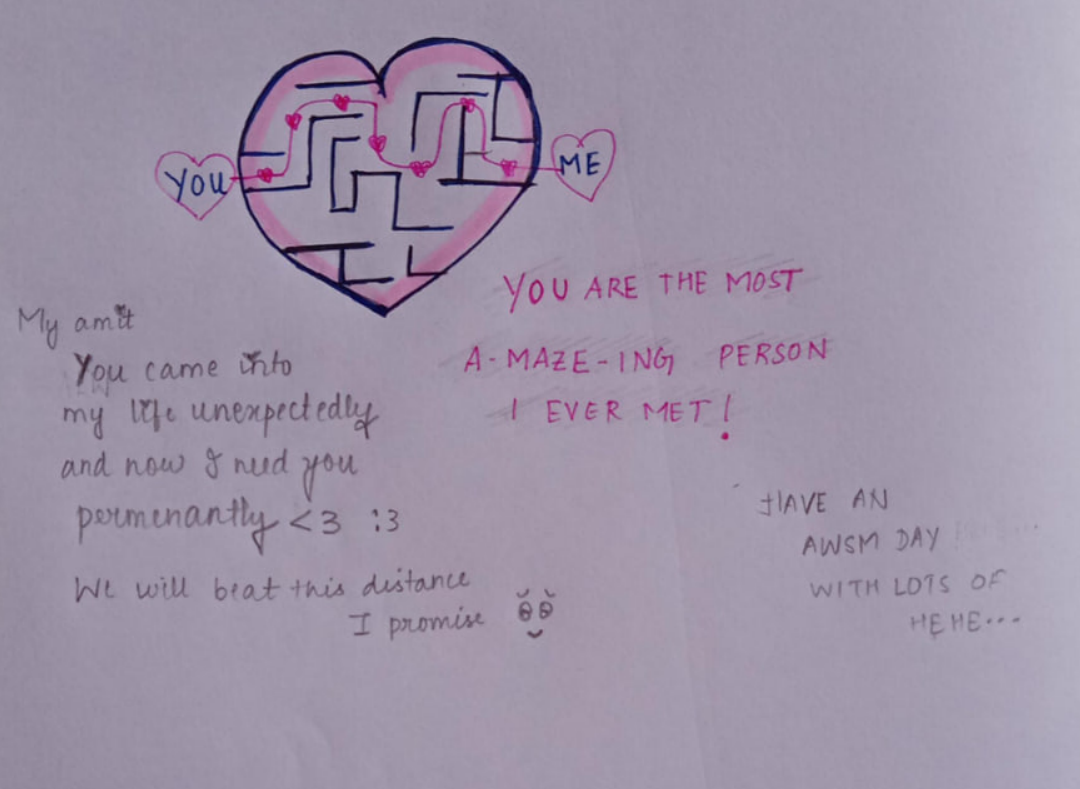 YOU
ME
YOU ARE THE MOST
A-MAZE-ING PERSON
I EVER MET!
My amit
You came into
my life unexpectedly
and now I need you
permenantly <3 :3
We will beat this distance
I promise
HAVE AN
AWSM DAY
WITH LOTS OF
HEHE...